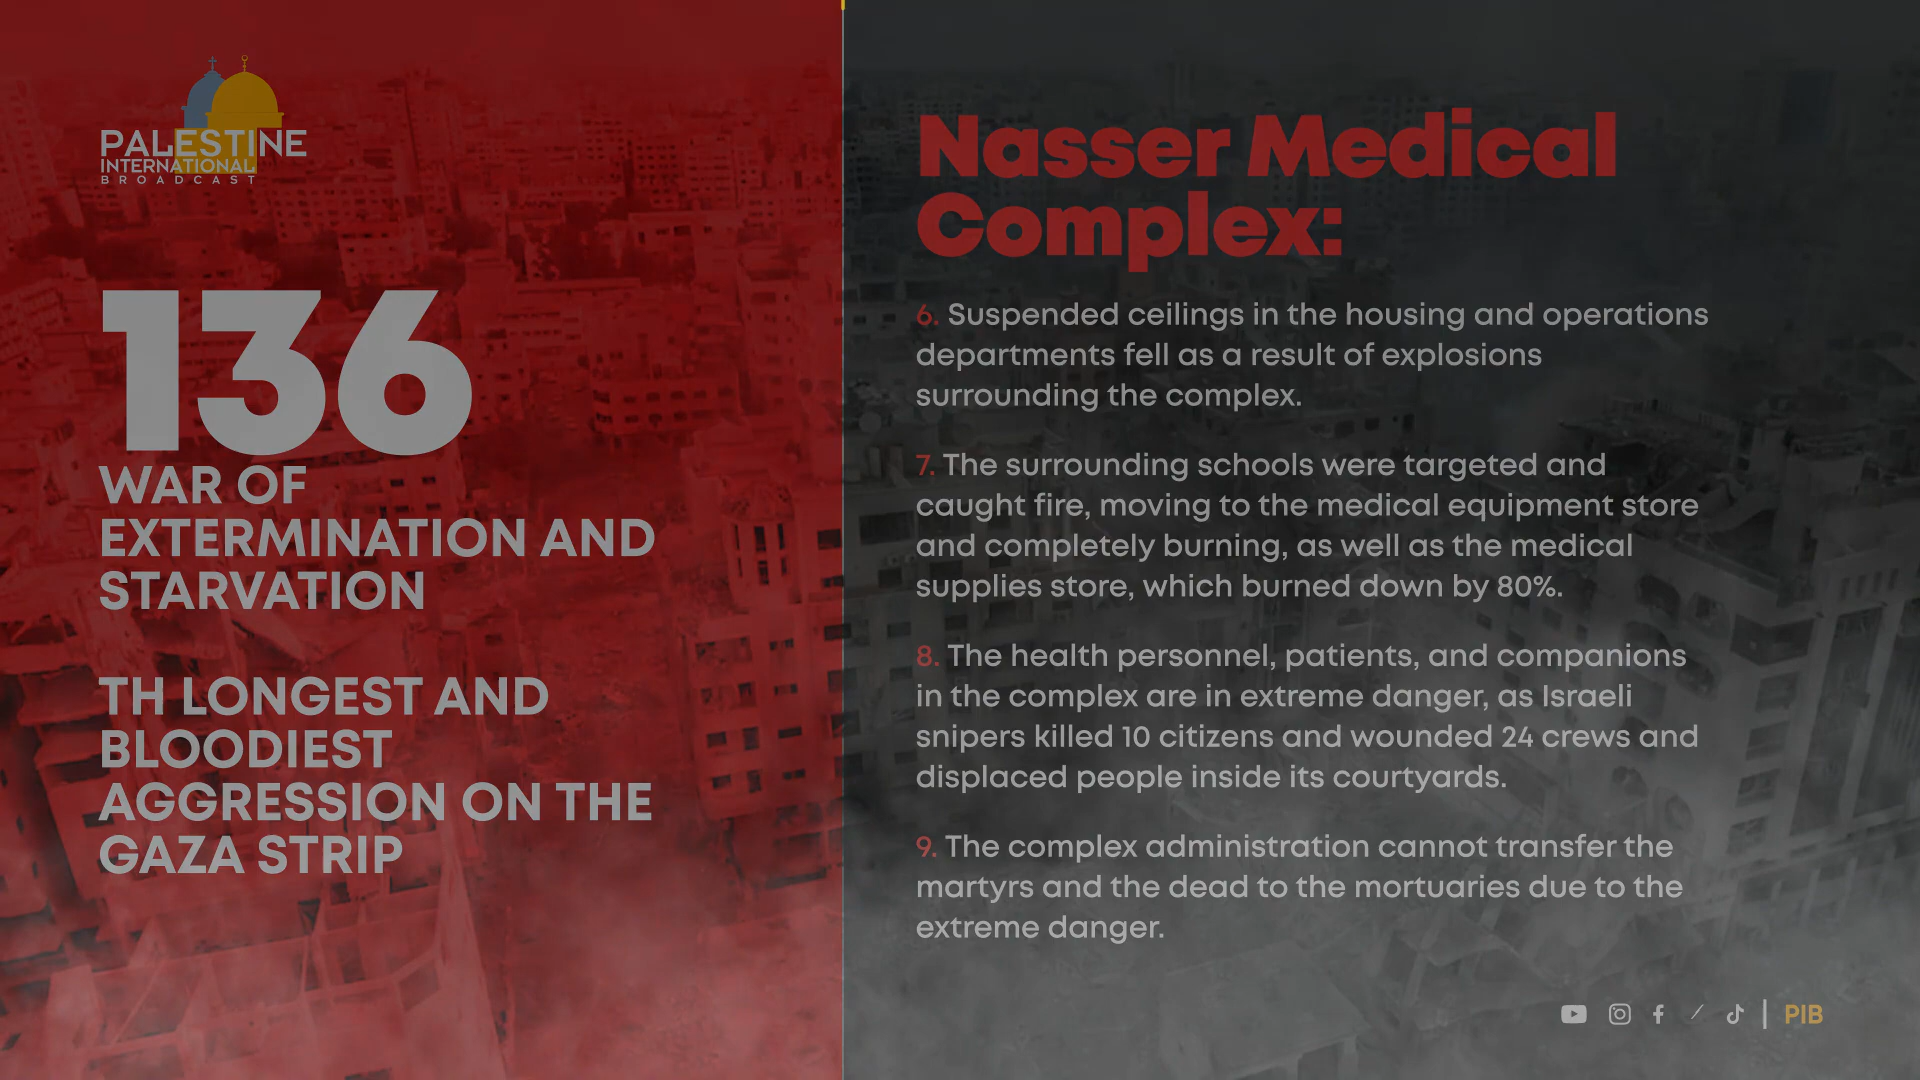 PALESTINE
INTERNATIONAL
BROADCAST
136
WAR OF
EXTERMINATION AND
STARVATION
TH LONGEST AND
BLOODIEST
AGGRESSION ON THE
GAZA STRIP
Nasser Medical
Complex:
6. Suspended ceilings in the housing and operations
departments fell as a result of explosions
surrounding the complex.
7. The surrounding schools were targeted and
caught fire, moving to the medical equipment store
and completely burning, as well as the medical
supplies store, which burned down by 80%.
8. The health personnel, patients, and companions
in the complex are in extreme danger, as Israeli
snipers killed 10 citizens and wounded 24 crews and
displaced people inside its courtyards.
9. The complex administration cannot transfer the
martyrs and the dead to the mortuaries due to the
extreme danger.
| PIB